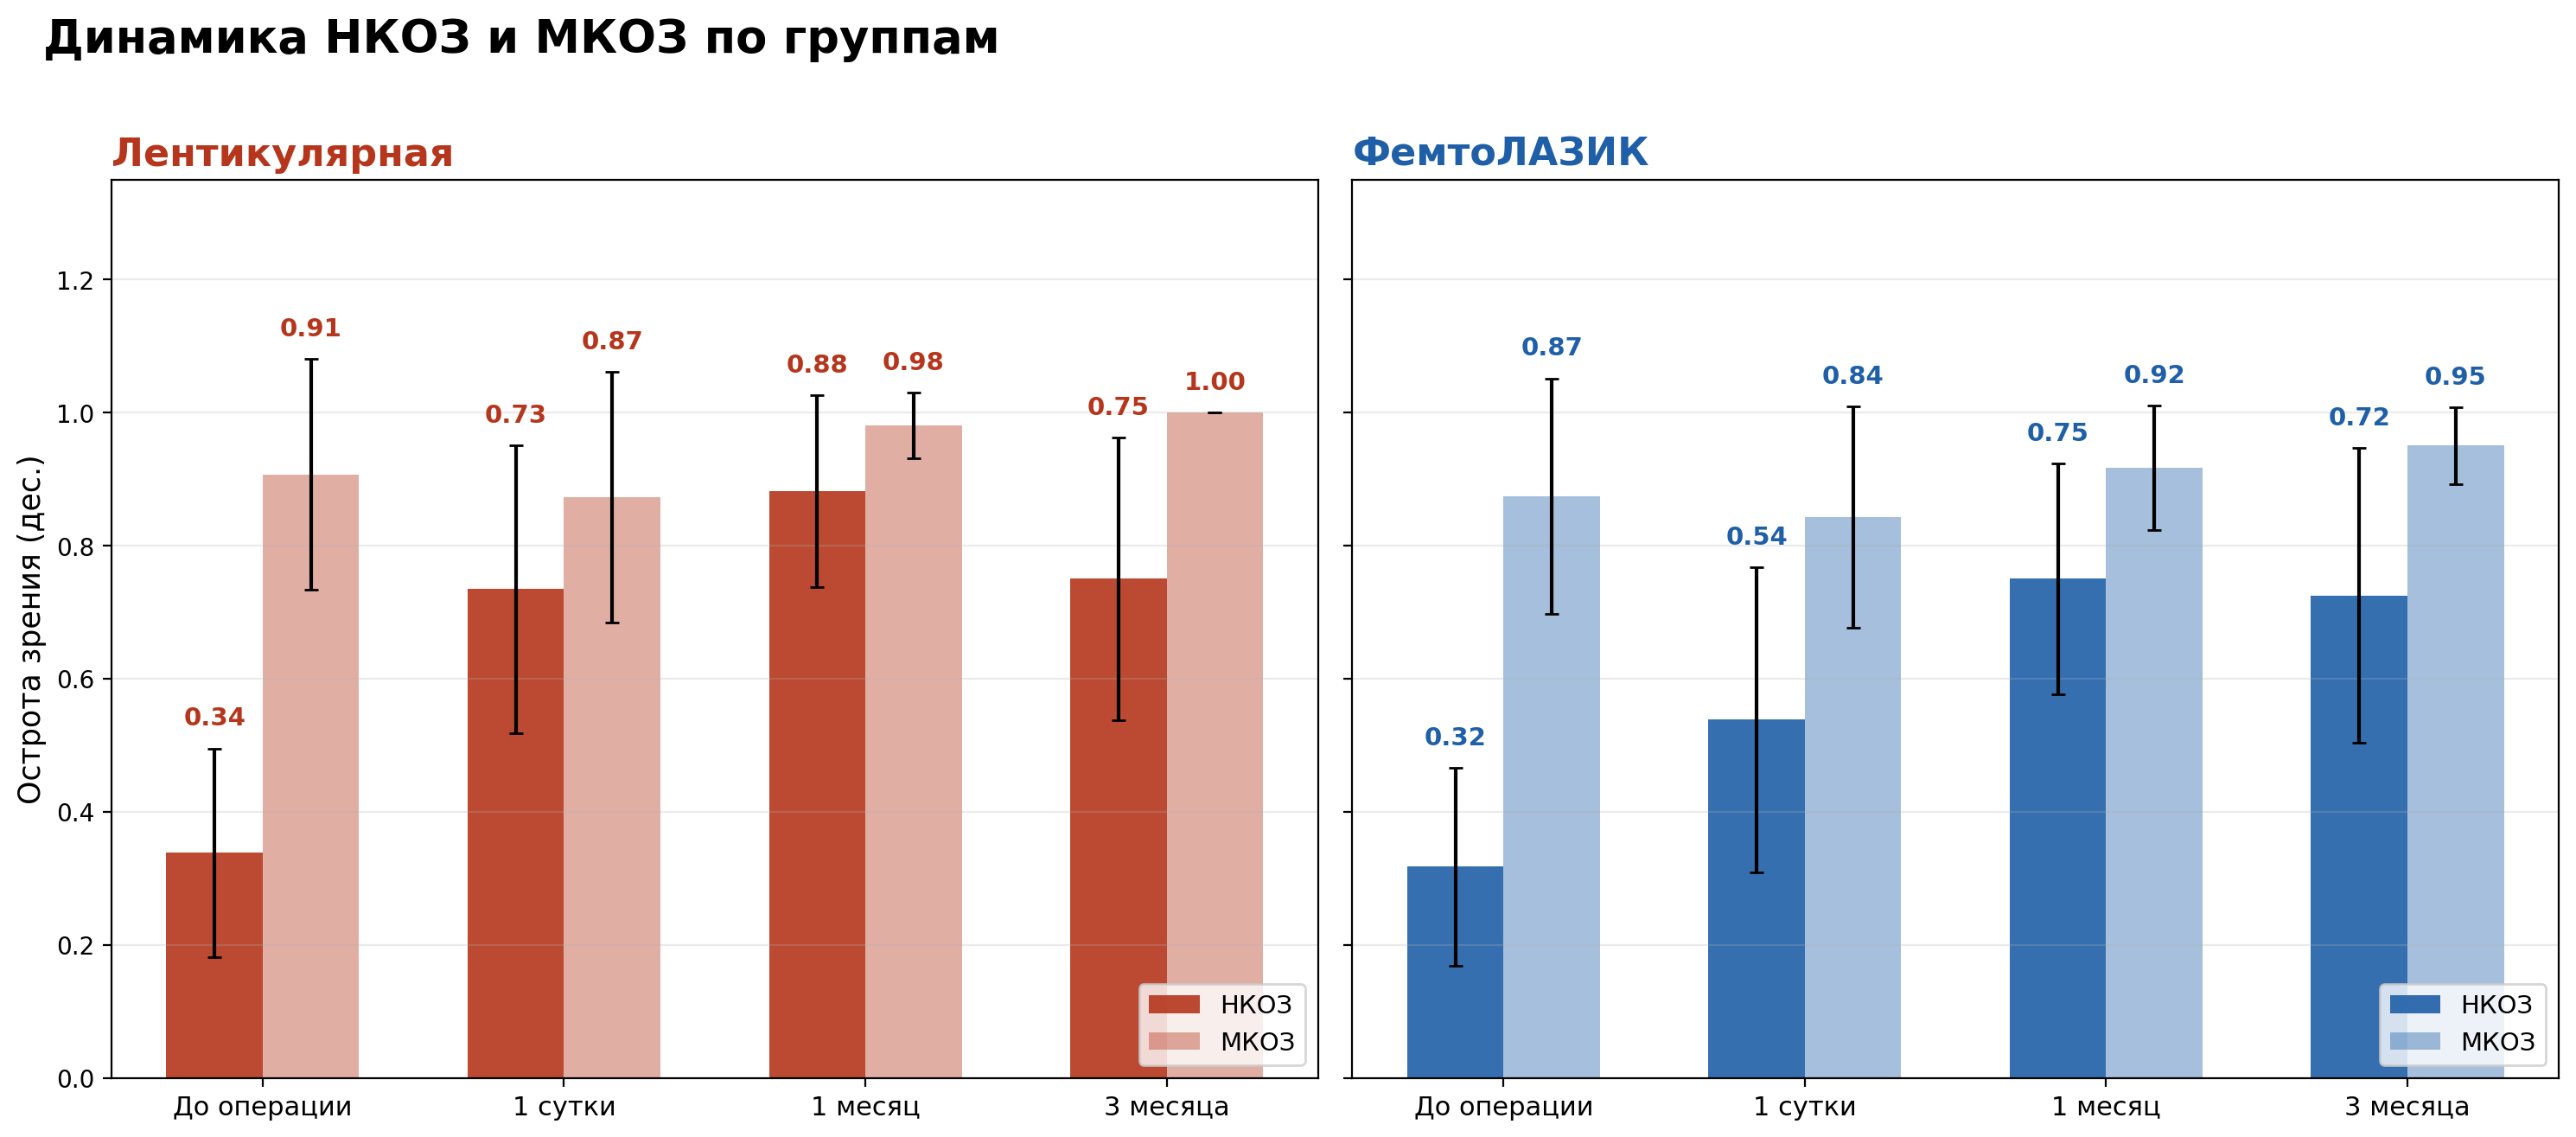 Динамика НКОЗ и МКОЗ по группам
Лентикулярная
Острота зрения (дес.)
1.2
1.0
0.8
0.6
0.4
0.2
0.0
0.34
0.91
0.73
0.87
0.88
0.98
0.75
1.00
НКОЗ
МКОЗ
До операции
1 сутки
1 месяц
3 месяца
ФемтоЛАЗИК
0.32
0.87
0.54
0.84
0.75
0.92
0.72
0.95
НКОЗ
МКОЗ
До операции
1 сутки
1 месяц
3 месяца